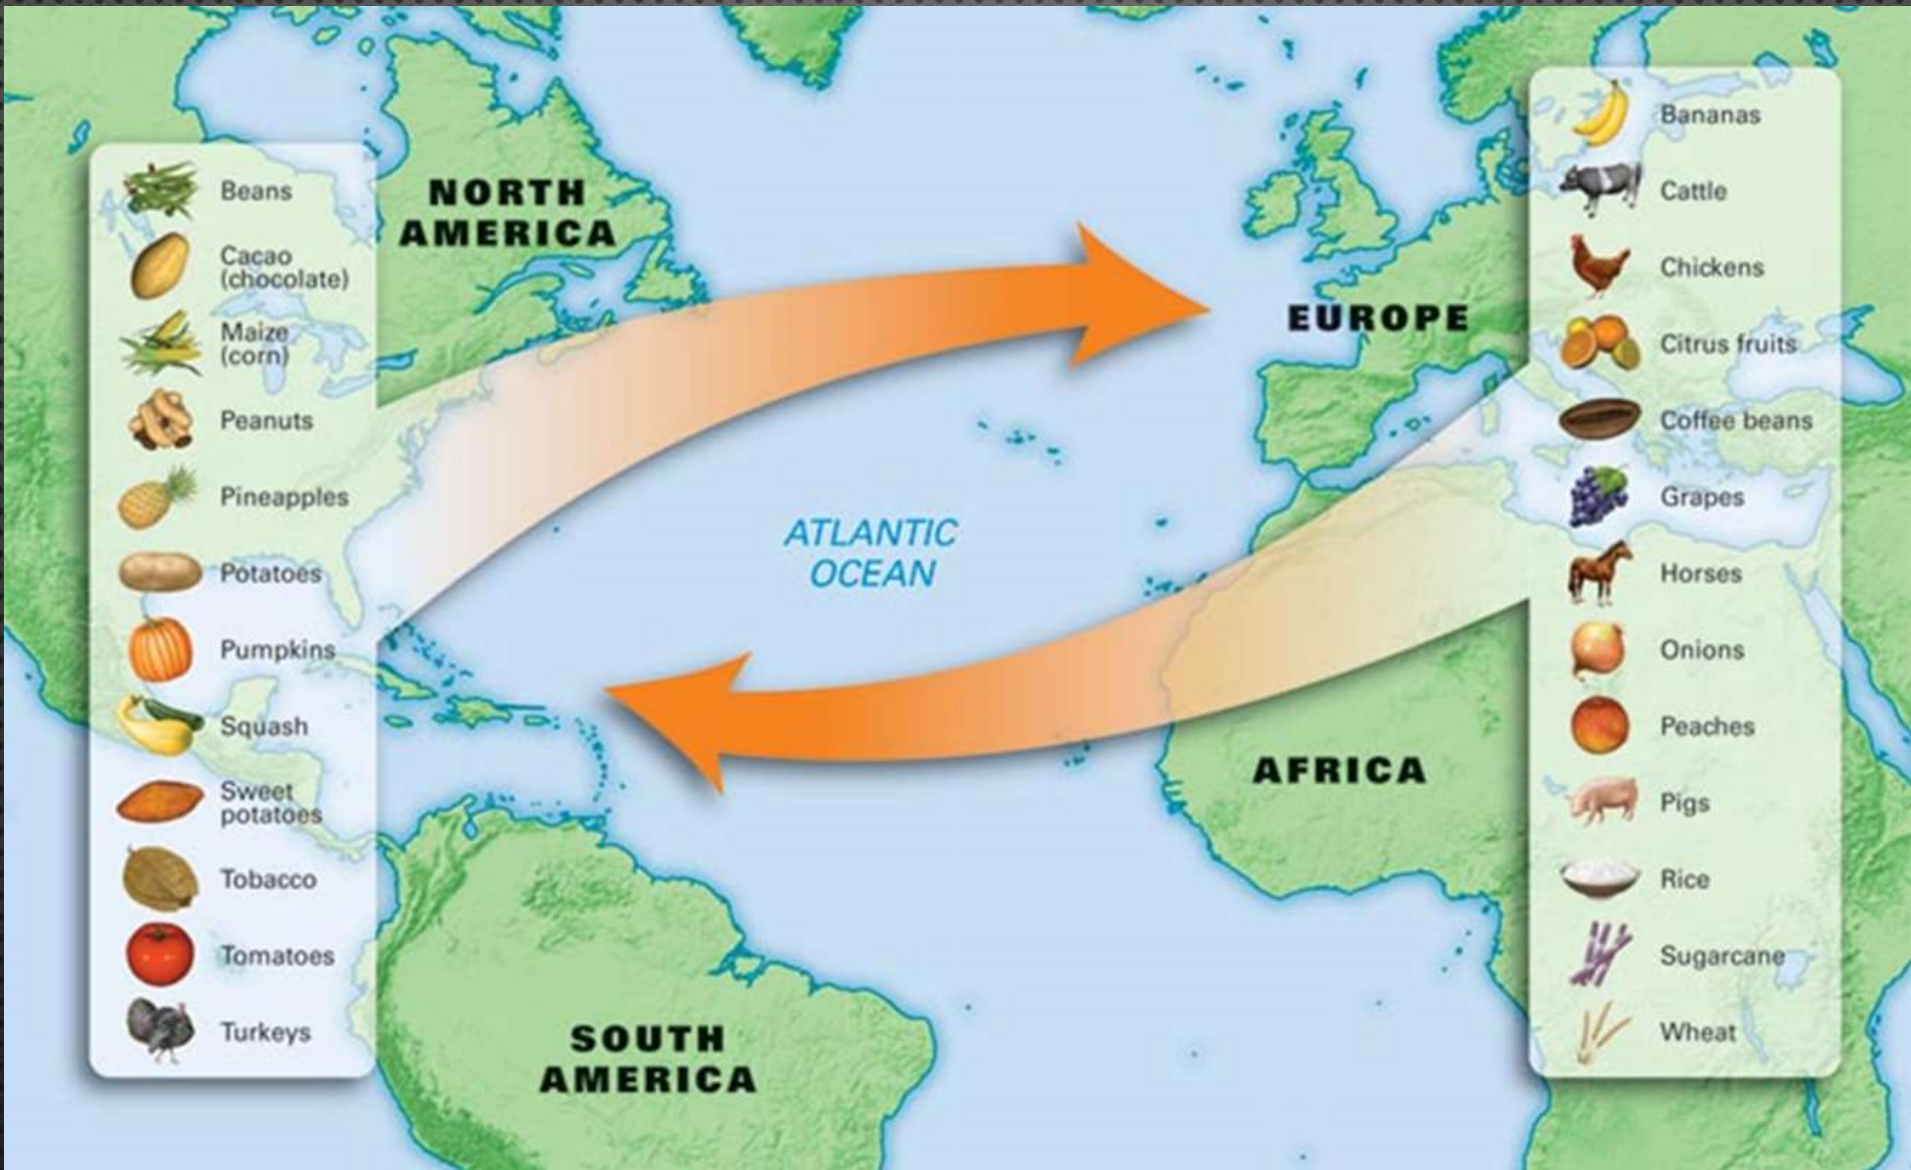 NORTH
AMERICA
EUROPE
ATLANTIC
OCEAN
AFRICA
SOUTH
AMERICA
Beans
Cacao
(chocolate)
Maize
(corn)
Peanuts
Pineapples
Potatoes
Pumpkins
Squash
Sweet
potatoes
Tobacco
Tomatoes
Turkeys
Bananas
Cattle
Chickens
Citrus fruits
Coffee beans
Grapes
Horses
Onions
Peaches
Pigs
Rice
Sugarcane
Wheat